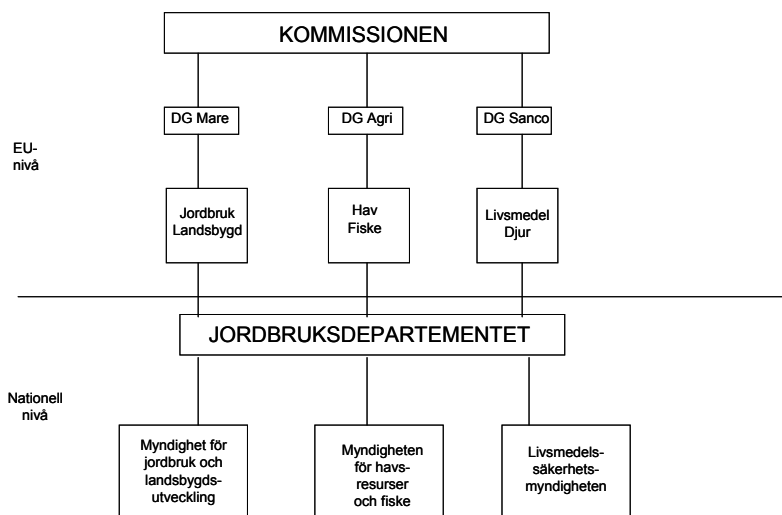 KOMMISSIONEN
DG Mare
DG Agri
DG Sanco
EU-
nivå
Jordbruk
Landsbygd
Hav
Fiske
Livsmedel
Djur
JORDBRUKSDEPARTEMENTET
Nationell
nivå
Myndighet för
jordbruk och
landsbygds-
utveckling
Myndigheten
för havs-
resurser
och fiske
Livsmedels-
säkerhets-
myndigheten